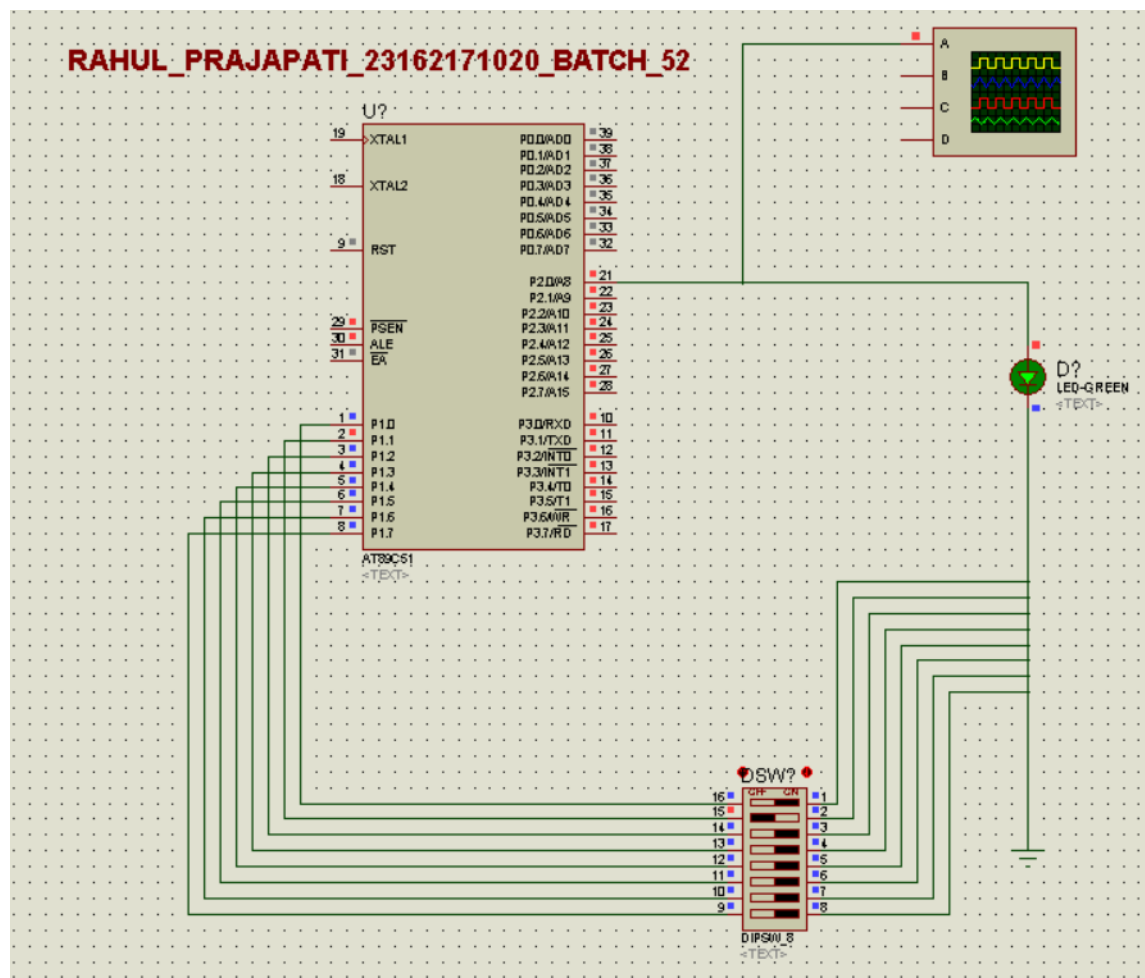 RAHUL_PRAJAPATI_23162171020_BATCH_52
A
B
C
D
U?
19 XTAL1
18 XTAL2
9 RST
29 PSEN
30 ALE
31 EA
1 P1.0
2 P1.1
3 P1.2
4 P1.3
5 P1.4
6 P1.5
7 P1.6
8 P1.7
P0.0/AD0 39
P0.1/AD1 38
P0.2/AD2 37
P0.3/AD3 36
P0.4/AD4 35
P0.5/AD5 34
P0.6/AD6 33
P0.7/AD7 32
P2.0/A8 21
P2.1/A9 22
P2.2/A10 23
P2.3/A11 24
P2.4/A12 25
P2.5/A13 26
P2.6/A14 27
P2.7/A15 28
P3.0/RXD 10
P3.1/TXD 11
P3.2/INT0 12
P3.3/INT1 13
P3.4/T0 14
P3.5/T1 15
P3.6/WR 16
P3.7/RD 17
AT89C51
<TEXT>
D?
LED-GREEN
<TEXT>
DSW?
OFF ON
16 1
15 2
14 3
13 4
12 5
11 6
10 7
9 8
DIPSW_8
<TEXT>